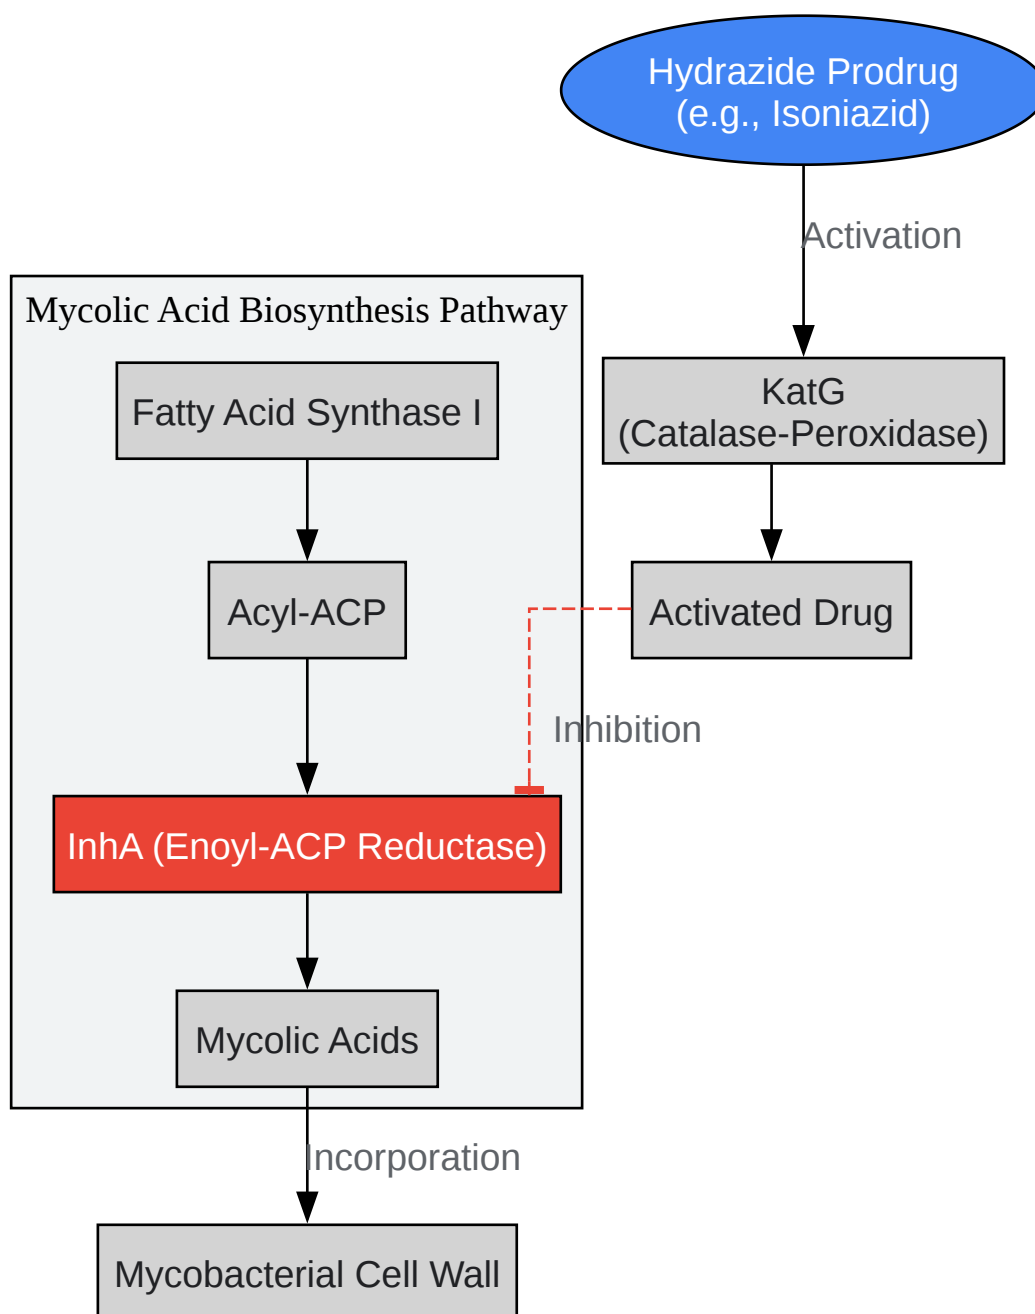 Hydrazide Prodrug
(e.g., Isoniazid)
Activation
Mycolic Acid Biosynthesis Pathway
Fatty Acid Synthase I
KatG
(Catalase-Peroxidase)
Acyl-ACP
Activated Drug
Inhibition
InhA (Enoyl-ACP Reductase)
Mycolic Acids
Incorporation
Mycobacterial Cell Wall